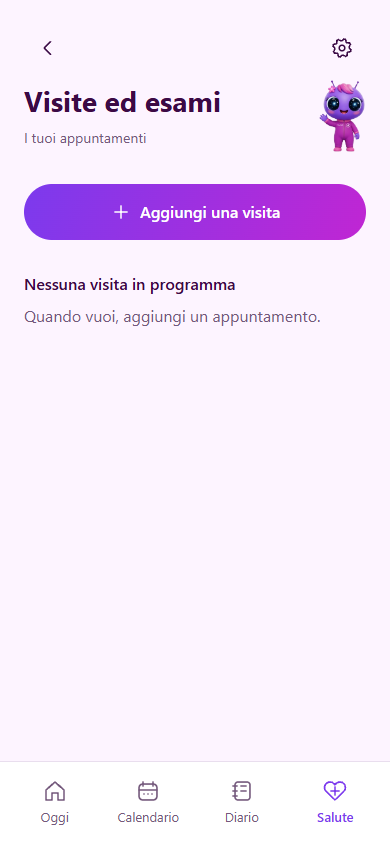 Visite ed esami
I tuoi appuntamenti
Aggiungi una visita
Nessuna visita in programma
Quando vuoi, aggiungi un appuntamento.
Oggi
Calendario
Diario
Salute